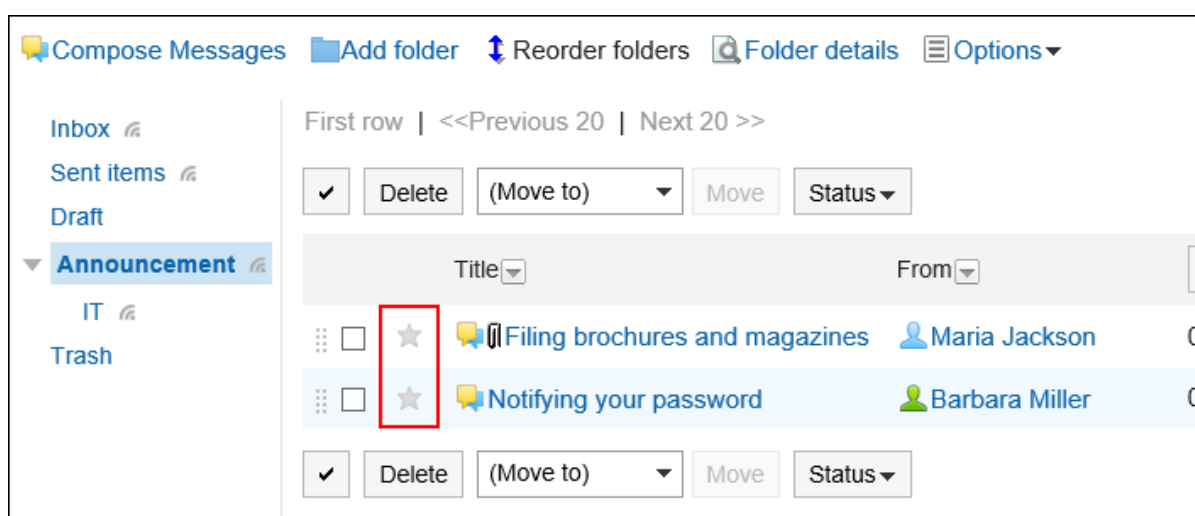 Compose Messages Add folder Reorder folders Folder details Options
Inbox
Sent items
Draft
Announcement
IT
Trash
First row | <<Previous 20 | Next 20 >>
Delete (Move to) Move Status
Title From
Filing brochures and magazines Maria Jackson
Notifying your password Barbara Miller
Delete (Move to) Move Status